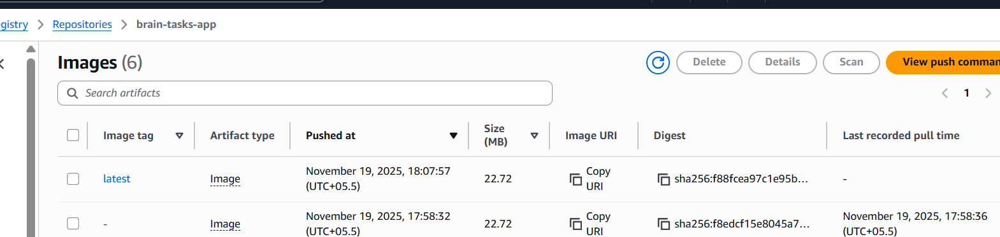 gistry > Repositories > brain-tasks-app
Images (6)
Delete
Details
Scan
View push comman
Search artifacts
1
Image tag
Artifact type
Pushed at
Size
(MB)
Image URI
Digest
Last recorded pull time
latest
Image
November 19, 2025, 18:07:57
(UTC+05.5)
22.72
Copy
URI
sha256:f88fcea97c1e95b...
-
-
Image
November 19, 2025, 17:58:32
(UTC+05.5)
22.72
Copy
URI
sha256:f8edcf15e8045a7...
November 19, 2025, 17:58:36
(UTC+05.5)